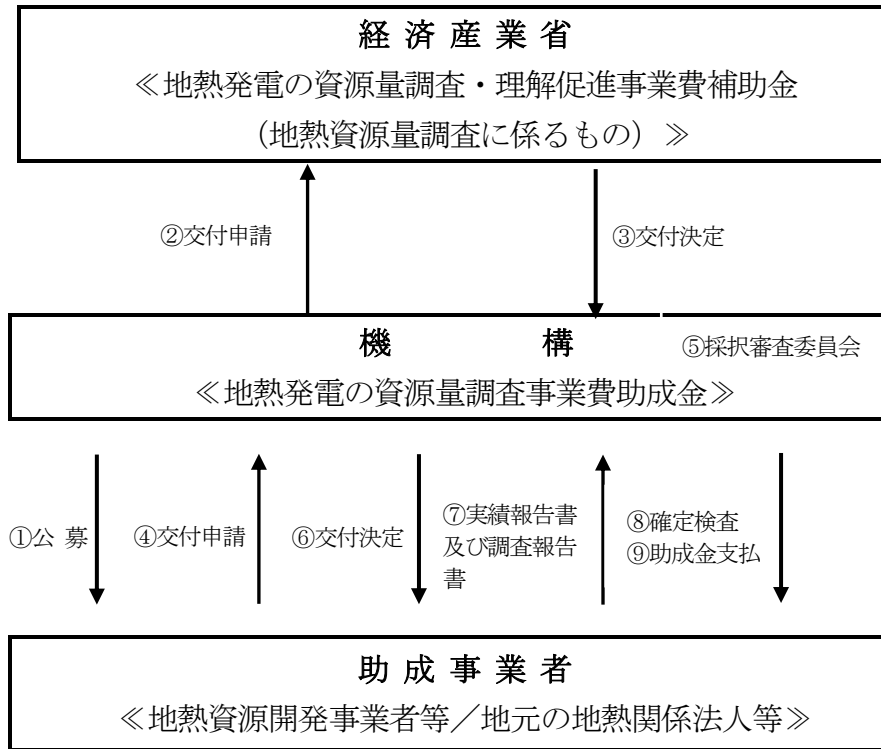 経 済 産 業 省
≪地熱発電の資源量調査・理解促進事業費補助金
（地熱資源量調査に係るもの）≫
②交付申請
③交付決定
機 構
⑤採択審査委員会
≪地熱発電の資源量調査事業費助成金≫
①公 募
④交付申請
⑥交付決定
⑦実績報告書
及び調査報告
書
⑧確定検査
⑨助成金支払
助 成 事 業 者
≪地熱資源開発事業者等／地元の地熱関係法人等≫